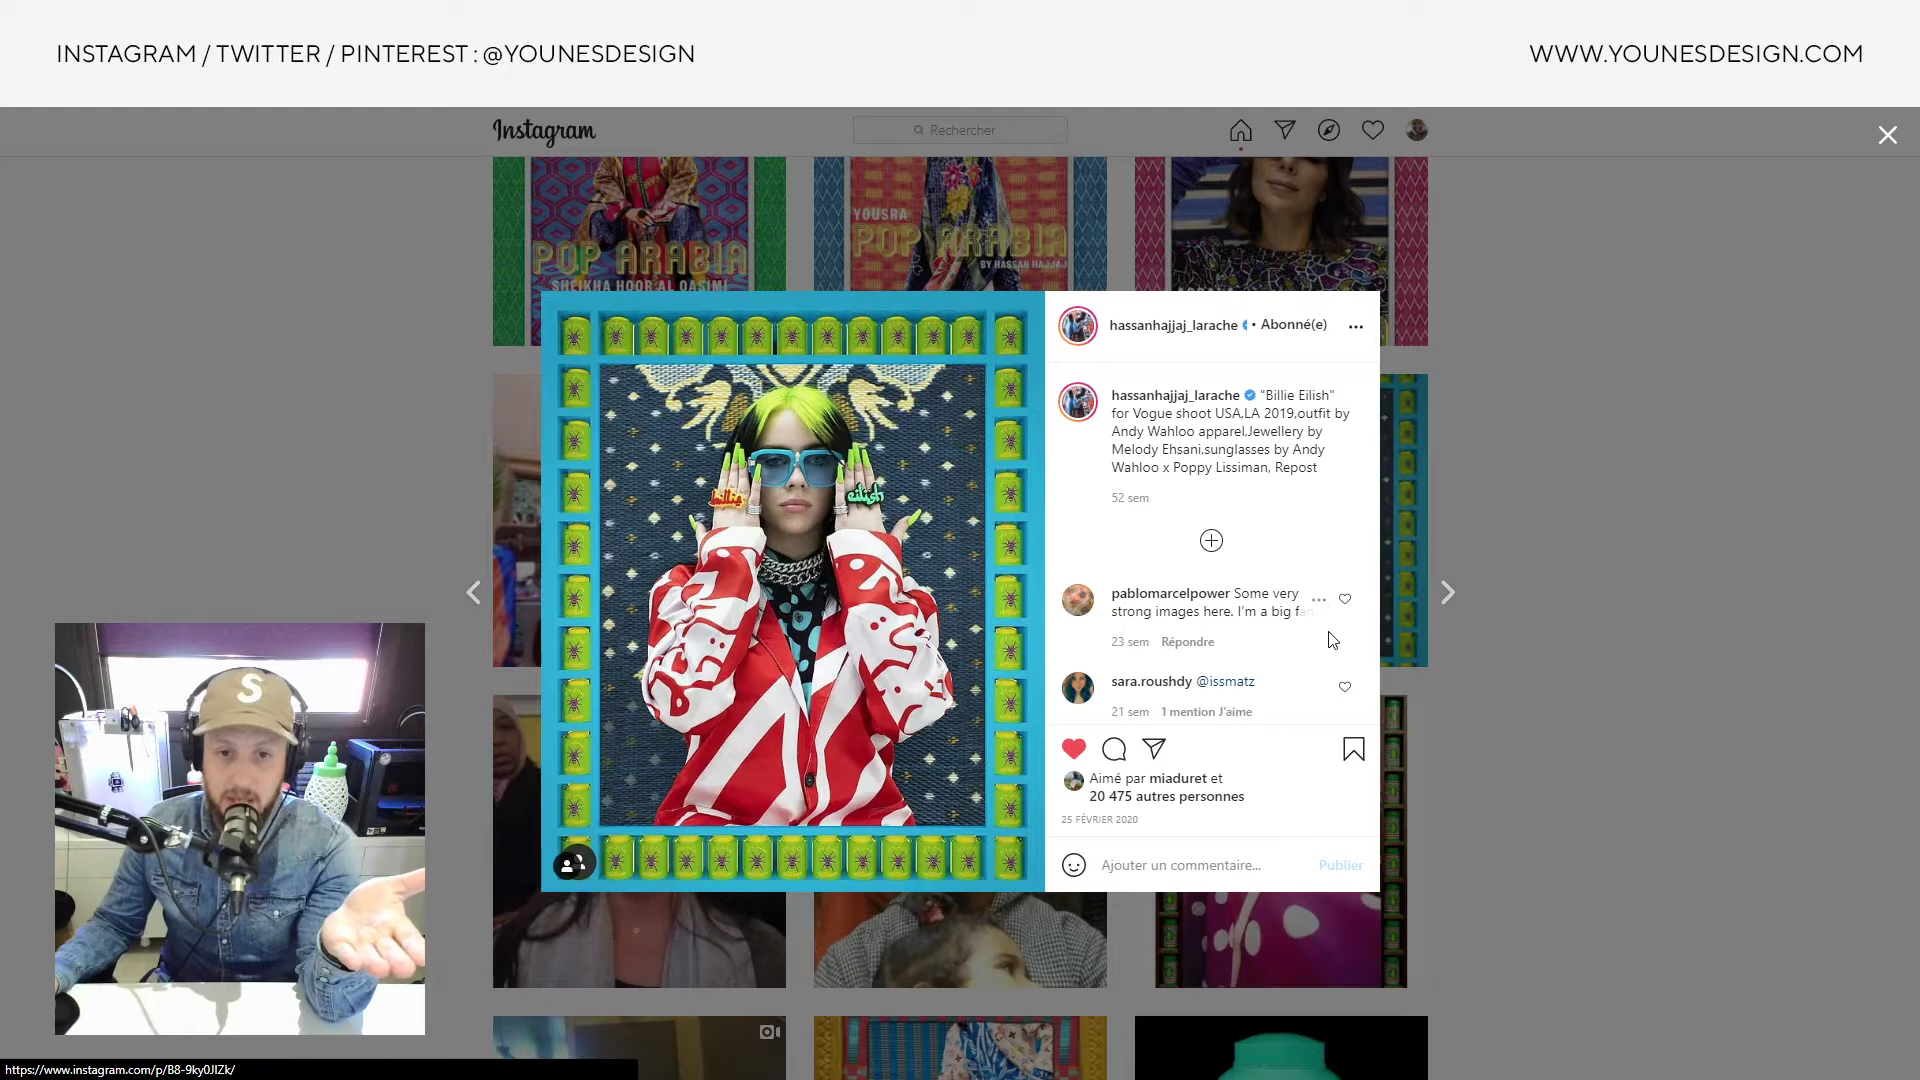 INSTAGRAM / TWITTER / PINTEREST : @YOUNESDESIGN
WWW.YOUNESDESIGN.COM
Instagram
Rechercher
POP ARABIA
SHEIKHA HOOR AL QASIMI
YOUSRA
POP ARABIA
BY HASSAN HAJJAJ
hassanhajjaj_larache • Abonné(e)
hassanhajjaj_larache "Billie Eilish"
for Vogue shoot USA,LA 2019,outfit by
Andy Wahloo apparel,Jewellery by
Melody Ehsani,sunglasses by Andy
Wahloo x Poppy Lissiman, Repost
52 sem
billie
eilish
pablomarcelpower Some very
strong images here. I'm a big fan.
23 sem Répondre
sara.roushdy @issmatz
21 sem 1 mention J'aime
Aimé par miaduret et
20 475 autres personnes
25 FÉVRIER 2020
Ajouter un commentaire...
Publier
S
https://www.instagram.com/p/B8-9ky0JIZk/